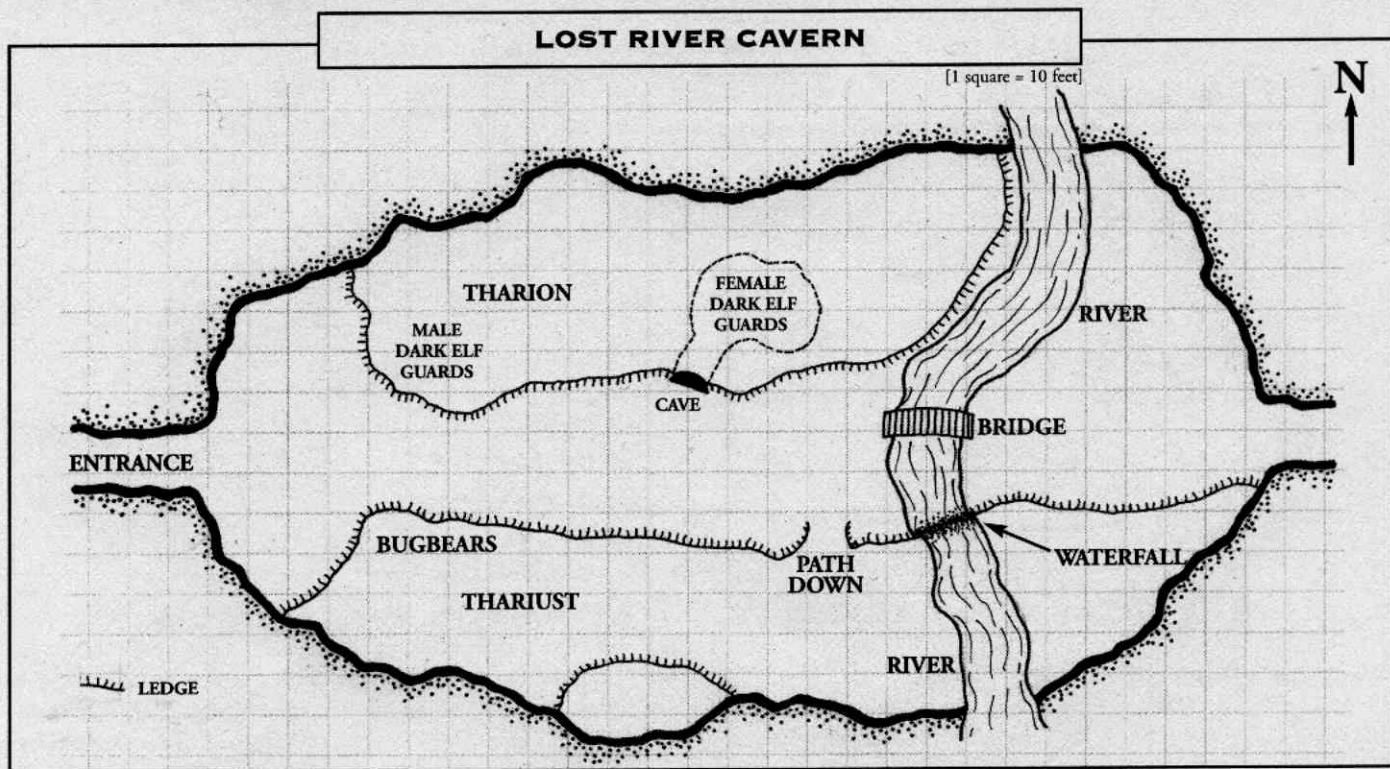 LOST RIVER CAVERN
[1 square = 10 feet]
N
THARION
FEMALE
DARK ELF
GUARDS
MALE
DARK ELF
GUARDS
RIVER
CAVE
BRIDGE
ENTRANCE
BUGBEARS
PATH
DOWN
WATERFALL
THARIUST
RIVER
LEDGE